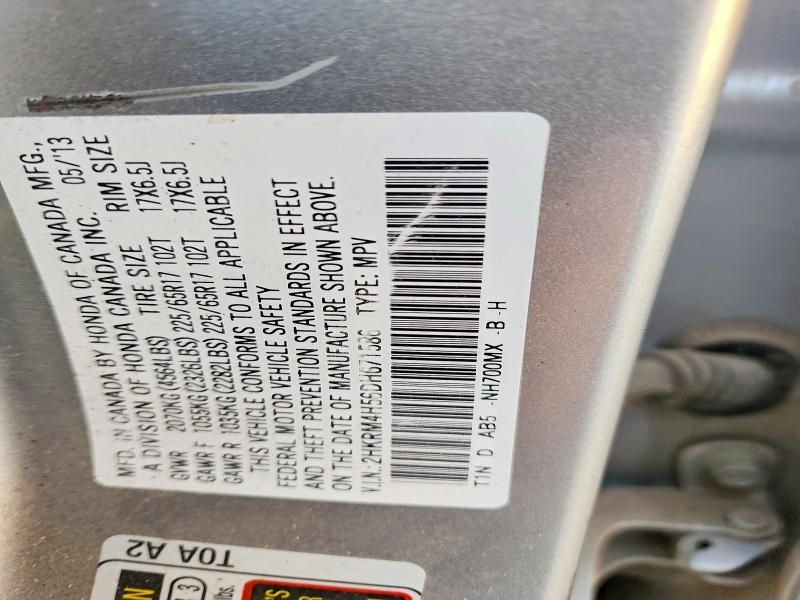 MFD. IN CANADA BY HONDA OF CANADA MFG.,
A DIVISION OF HONDA CANADA INC. 05/'13
TIRE SIZE RIM SIZE
GVWR 2070KG (4564LBS)
GAWR F 1055KG (2326LBS) 225/65R17 102T 17X6.5J
GAWR R 1035KG (2282LBS) 225/65R17 102T 17X6.5J
THIS VEHICLE CONFORMS TO ALL APPLICABLE
FEDERAL MOTOR VEHICLE SAFETY
AND THEFT PREVENTION STANDARDS IN EFFECT
ON THE DATE OF MANUFACTURE SHOWN ABOVE.
V.I.N.: TYPE: MPV
T1N D AB5 -NH700MX -B -H
T0A A2